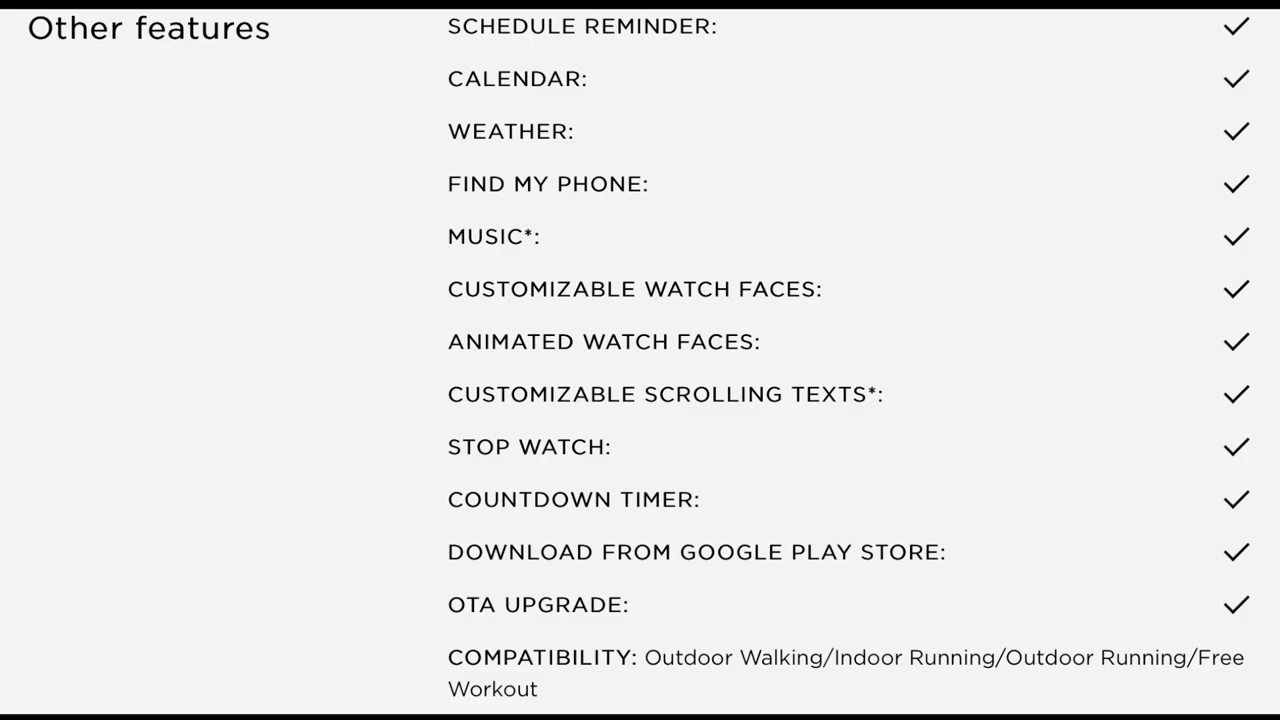 Other features
SCHEDULE REMINDER: ✓
CALENDAR: ✓
WEATHER: ✓
FIND MY PHONE: ✓
MUSIC*: ✓
CUSTOMIZABLE WATCH FACES: ✓
ANIMATED WATCH FACES: ✓
CUSTOMIZABLE SCROLLING TEXTS*: ✓
STOP WATCH: ✓
COUNTDOWN TIMER: ✓
DOWNLOAD FROM GOOGLE PLAY STORE: ✓
OTA UPGRADE: ✓
COMPATIBILITY: Outdoor Walking/Indoor Running/Outdoor Running/Free
Workout